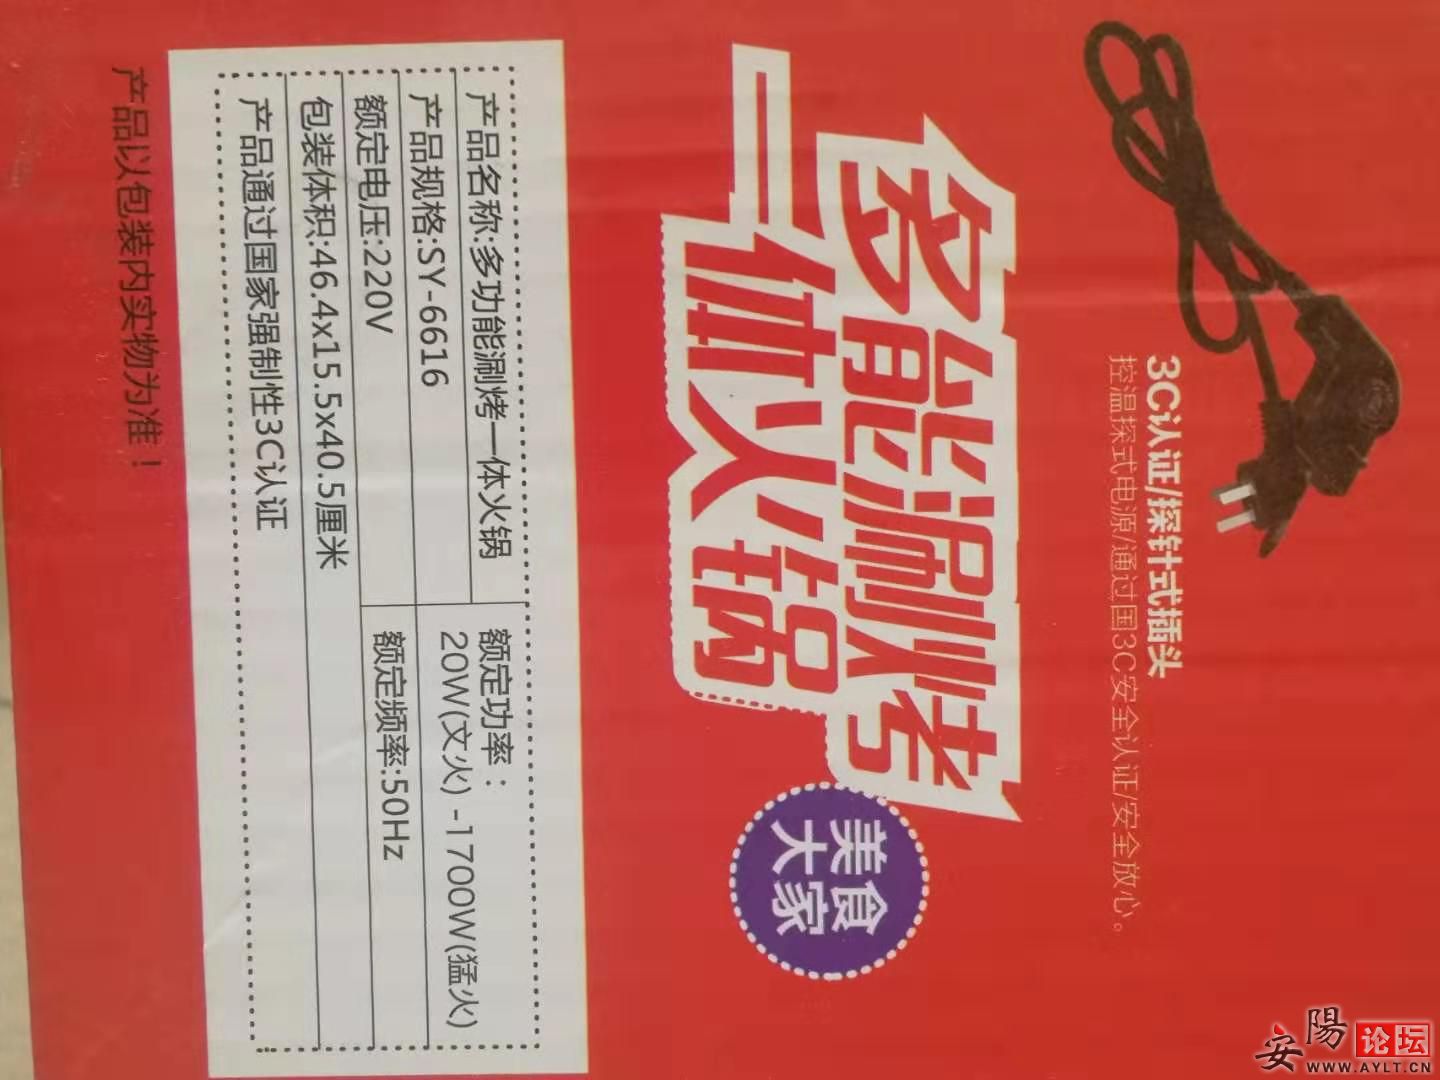 3C认证/探针式插头
控温探式电源/通过国3C安全认证/安全放心。
多能涮烤
一体火锅
美食
大家
产品名称:多功能涮烤一体火锅
额定功率：
20W(文火) -1700W(猛火)
产品规格:SY-6616
额定电压:220V
额定频率:50Hz
包装体积:46.4x15.5x40.5厘米
产品通过国家强制性3C认证
产品以包装内实物为准！
安陽论坛
WWW.AYLT.CN